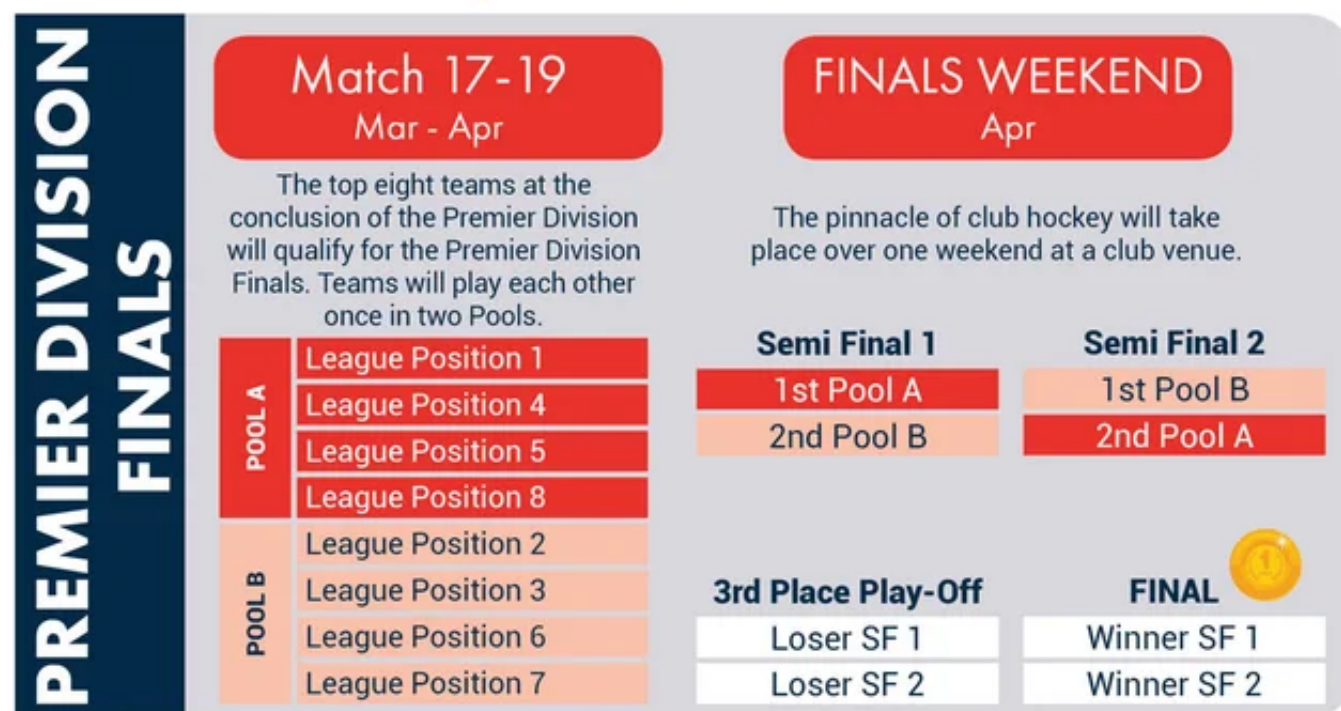 PREMIER DIVISION
FINALS
Match 17-19
Mar - Apr
The top eight teams at the
conclusion of the Premier Division
will qualify for the Premier Division
Finals. Teams will play each other
once in two Pools.
POOL A
League Position 1
League Position 4
League Position 5
League Position 8
POOL B
League Position 2
League Position 3
League Position 6
League Position 7
FINALS WEEKEND
Apr
The pinnacle of club hockey will take
place over one weekend at a club venue.
Semi Final 1
1st Pool A
2nd Pool B
Semi Final 2
1st Pool B
2nd Pool A
3rd Place Play-Off
Loser SF 1
Loser SF 2
FINAL
1
Winner SF 1
Winner SF 2